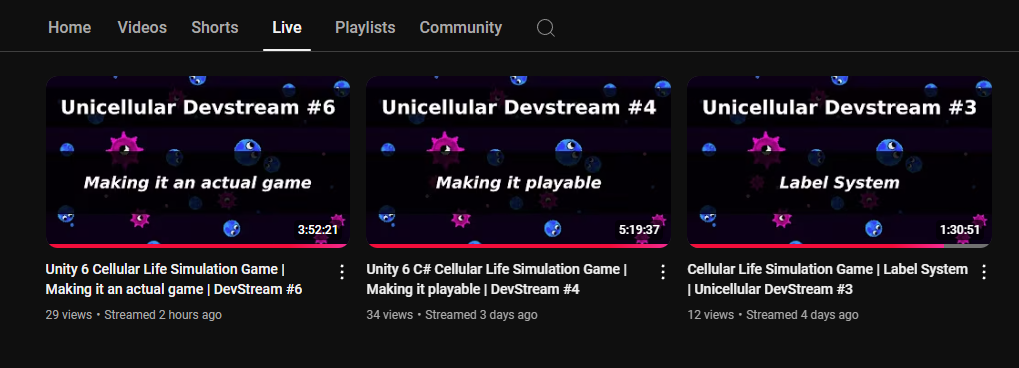 Home Videos Shorts Live Playlists Community
Unicellular Devstream #6
Making it an actual game
3:52:21
Unity 6 Cellular Life Simulation Game |
Making it an actual game | DevStream #6
29 views • Streamed 2 hours ago
Unicellular Devstream #4
Making it playable
5:19:37
Unity 6 C# Cellular Life Simulation Game |
Making it playable | DevStream #4
34 views • Streamed 3 days ago
Unicellular Devstream #3
Label System
1:30:51
Cellular Life Simulation Game | Label System
| Unicellular DevStream #3
12 views • Streamed 4 days ago